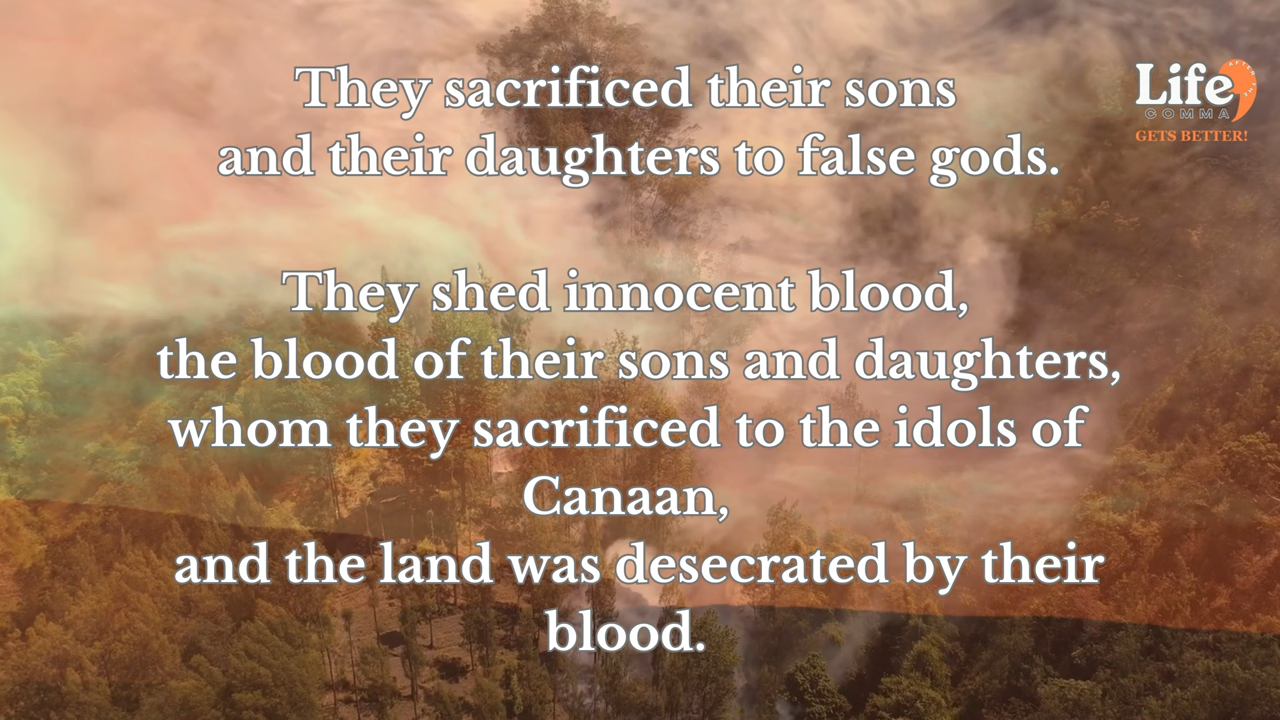 They sacrificed their sons
and their daughters to false gods.
They shed innocent blood,
the blood of their sons and daughters,
whom they sacrificed to the idols of
Canaan,
and the land was desecrated by their
blood.
Life
AFTER THE
COMMA
GETS BETTER!